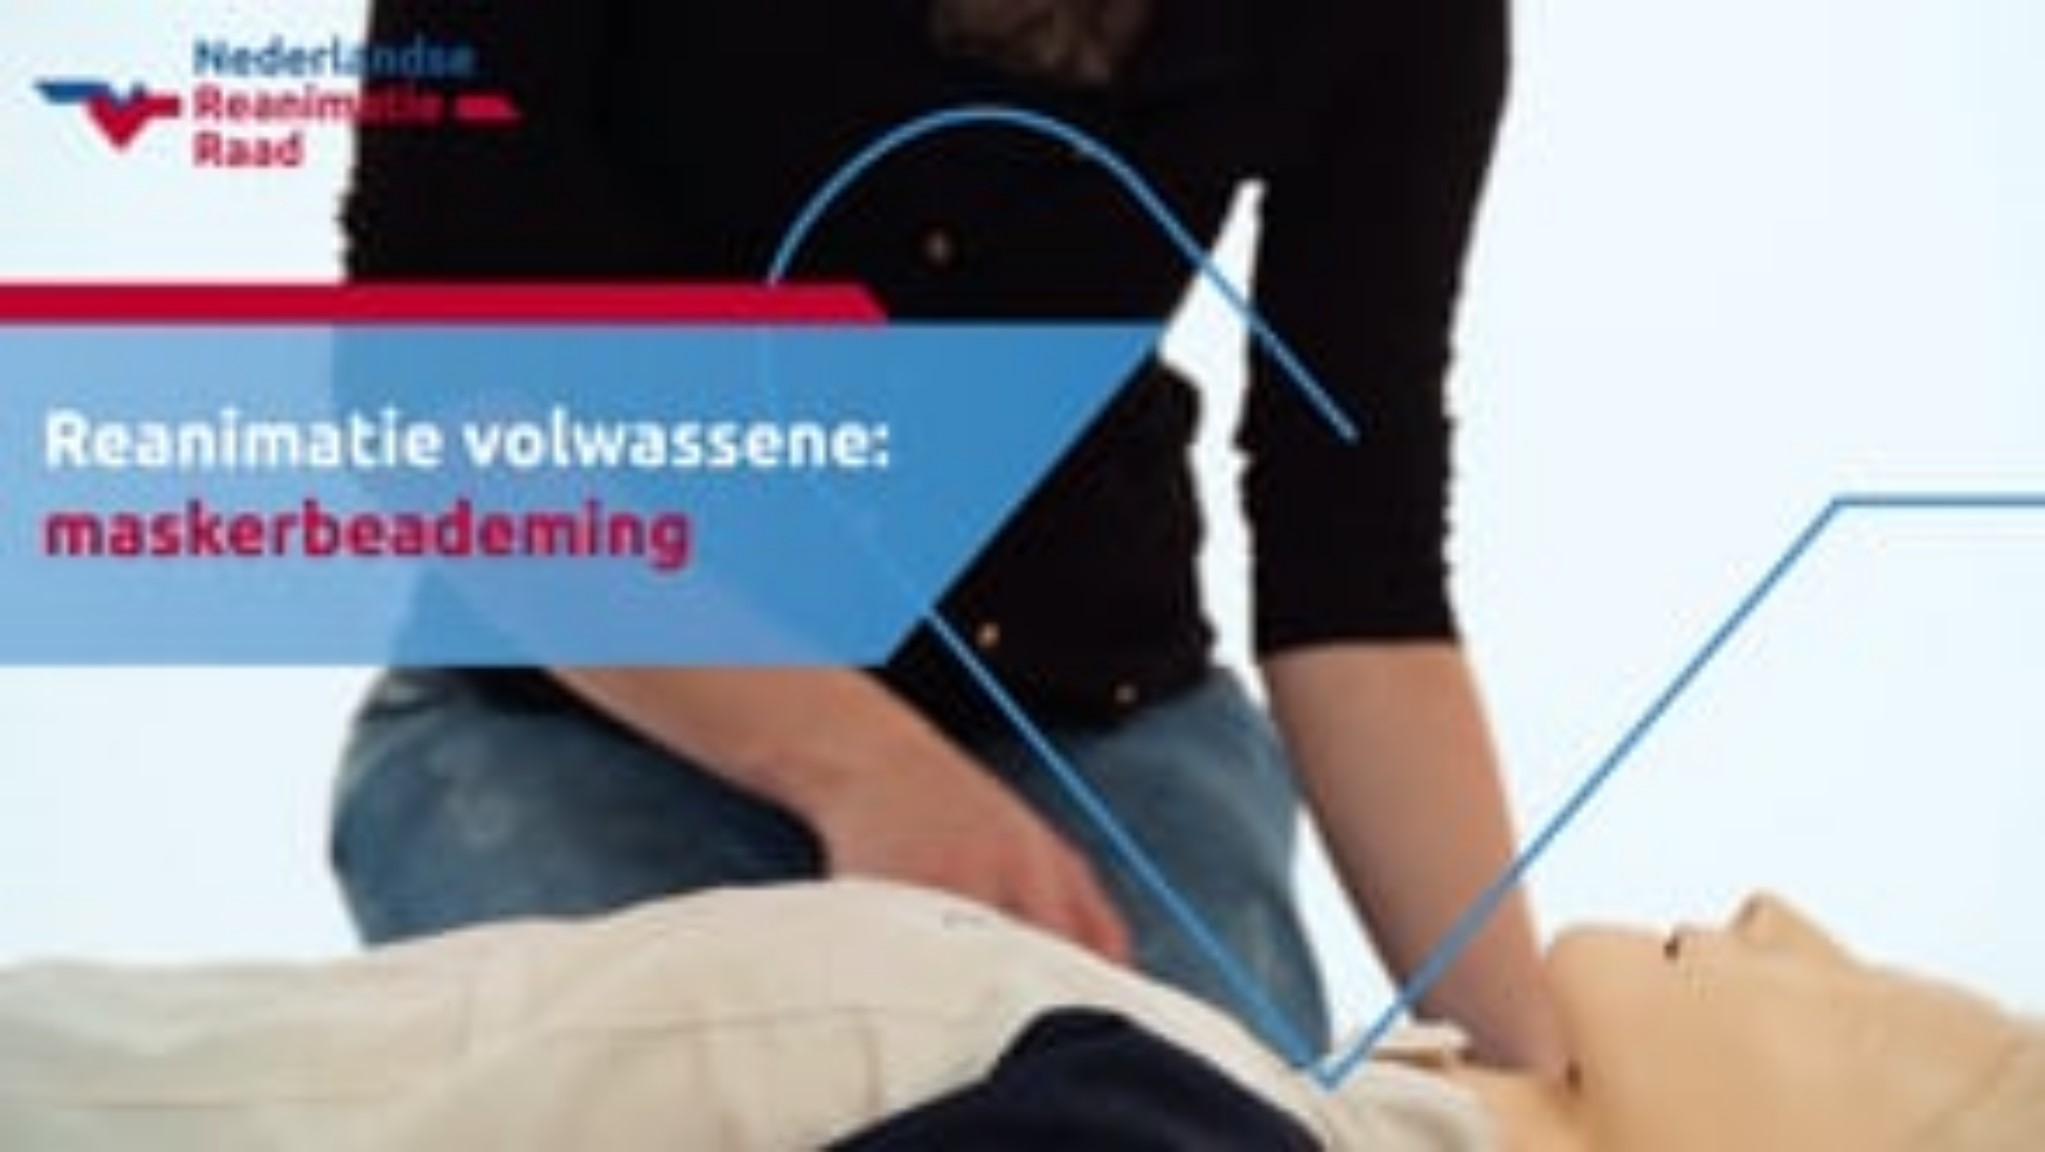 Nederlandse
Reanimatie
Raad
Reanimatie volwassene:
maskerbeademing